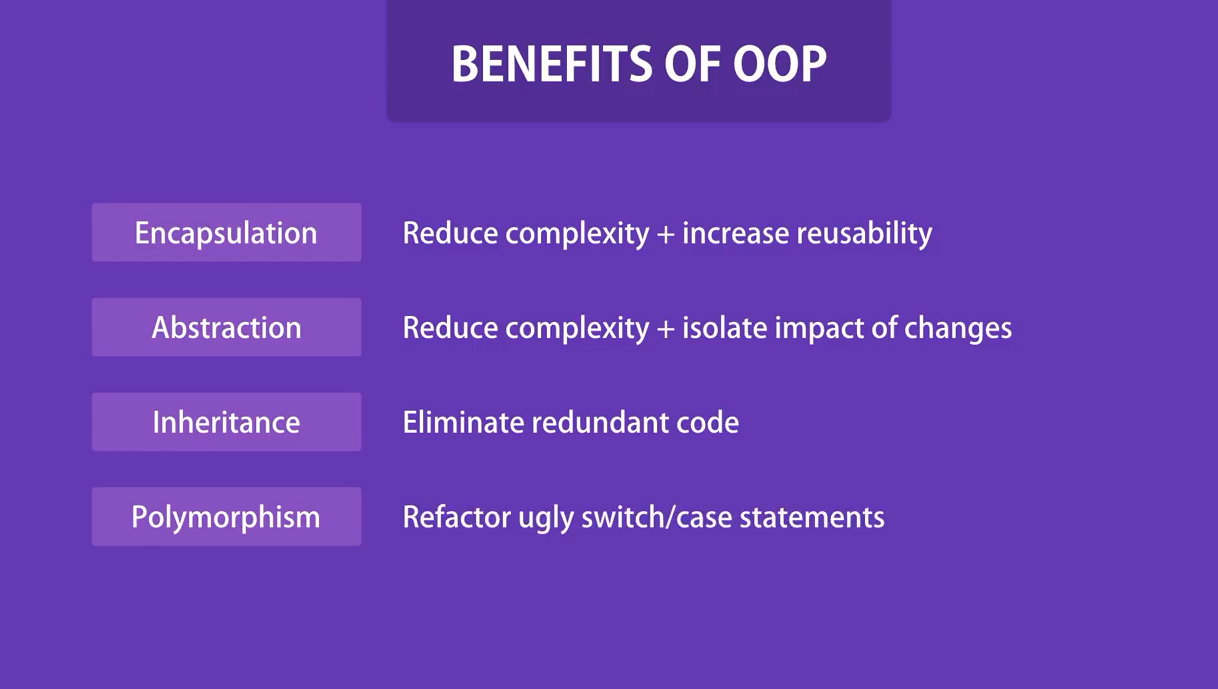 BENEFITS OF OOP
Encapsulation Reduce complexity + increase reusability
Abstraction Reduce complexity + isolate impact of changes
Inheritance Eliminate redundant code
Polymorphism Refactor ugly switch/case statements